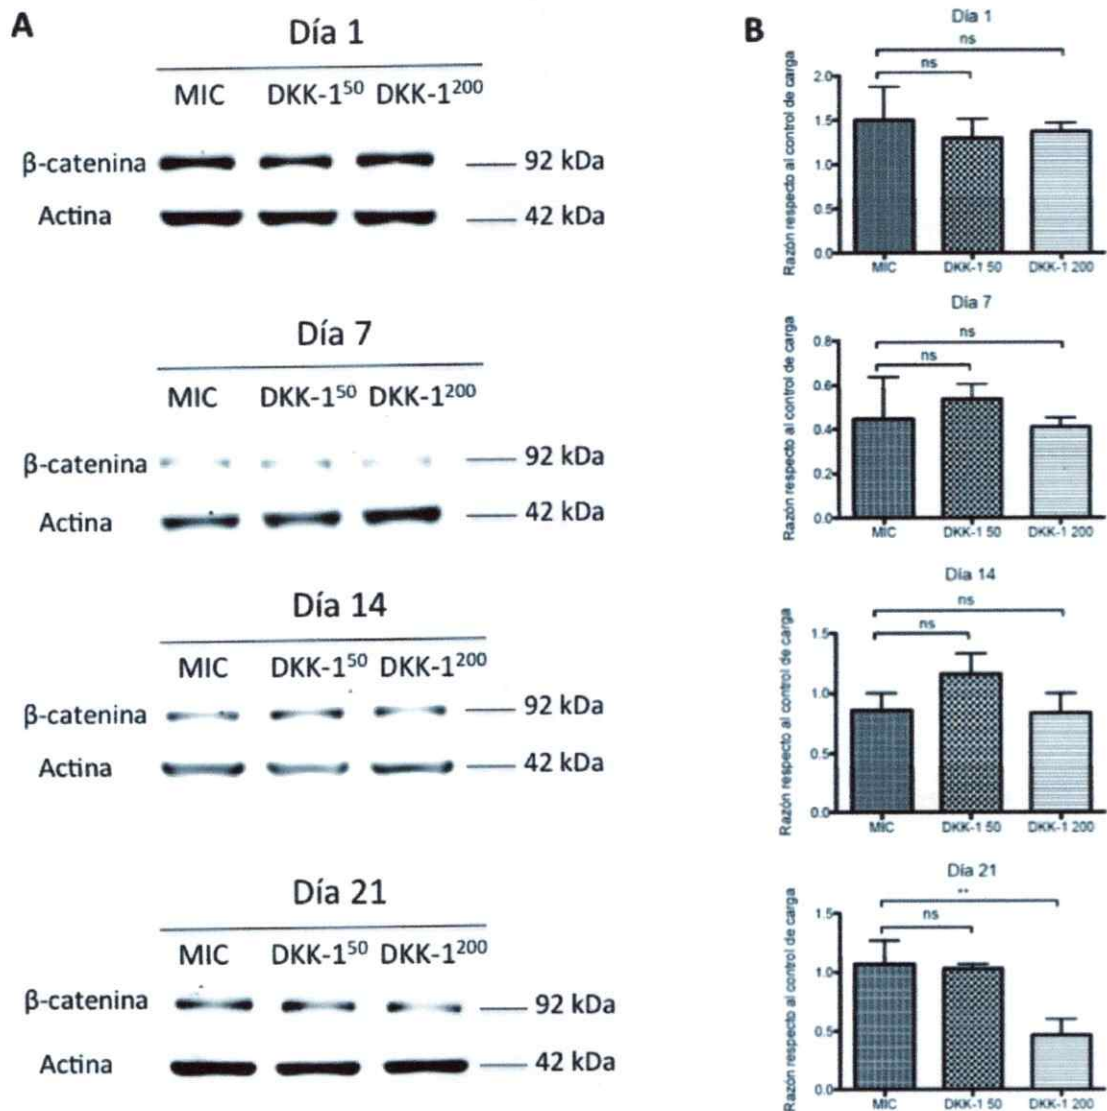 A
Día 1
MIC DKK-1⁵⁰ DKK-1²⁰⁰
β-catenina 92 kDa
Actina 42 kDa
Día 7
MIC DKK-1⁵⁰ DKK-1²⁰⁰
β-catenina 92 kDa
Actina 42 kDa
Día 14
MIC DKK-1⁵⁰ DKK-1²⁰⁰
β-catenina 92 kDa
Actina 42 kDa
Día 21
MIC DKK-1⁵⁰ DKK-1²⁰⁰
β-catenina 92 kDa
Actina 42 kDa
B
Día 1
ns
ns
Razón respecto al control de carga
2.0
1.5
1.0
0.5
0.0
MIC DKK-1 50 DKK-1 200
Día 7
ns
ns
Razón respecto al control de carga
0.8
0.6
0.4
0.2
0.0
MIC DKK-1 50 DKK-1 200
Día 14
ns
ns
Razón respecto al control de carga
1.5
1.0
0.5
0.0
MIC DKK-1 50 DKK-1 200
Día 21
**
ns
Razón respecto al control de carga
1.5
1.0
0.5
0.0
MIC DKK-1 50 DKK-1 200